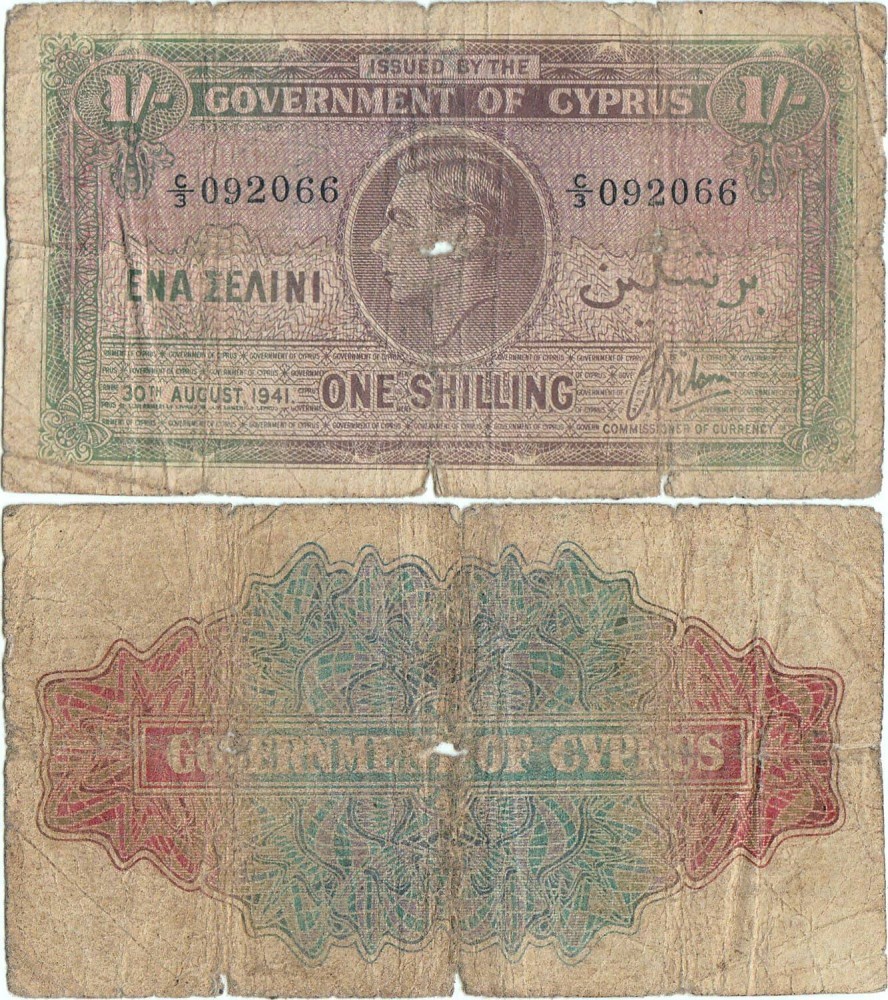 ISSUED BY THE
1/- GOVERNMENT OF CYPRUS 1/-
C/3 092066 C/3 092066
ΕΝΑ ΣΕΛΙΝΙ بر شلین
30TH AUGUST, 1941. ONE SHILLING
COMMISSIONER OF CURRENCY
GOVERNMENT OF CYPRUS